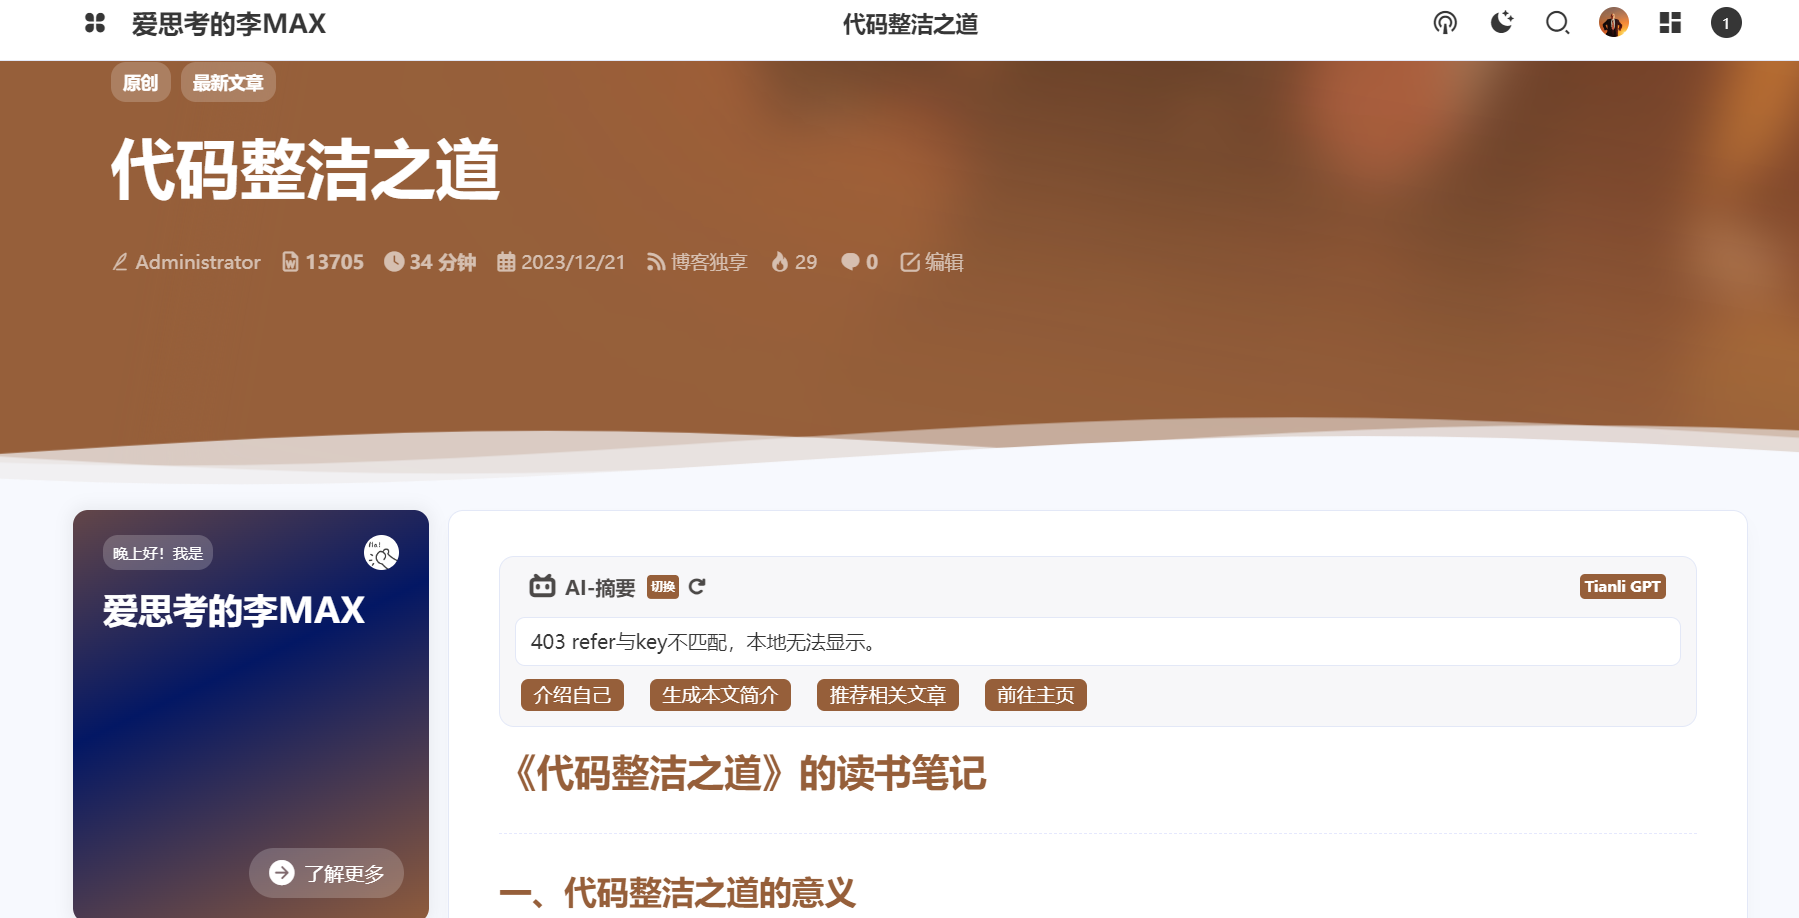 爱思考的李MAX
代码整洁之道
1
原创 最新文章
代码整洁之道
Administrator 13705 34 分钟 2023/12/21 博客独享 29 0 编辑
晚上好！我是
爱思考的李MAX
了解更多
AI-摘要 切换 Tianli GPT
403 refer与key不匹配，本地无法显示。
介绍自己 生成本文简介 推荐相关文章 前往主页
《代码整洁之道》的读书笔记
一、代码整洁之道的意义